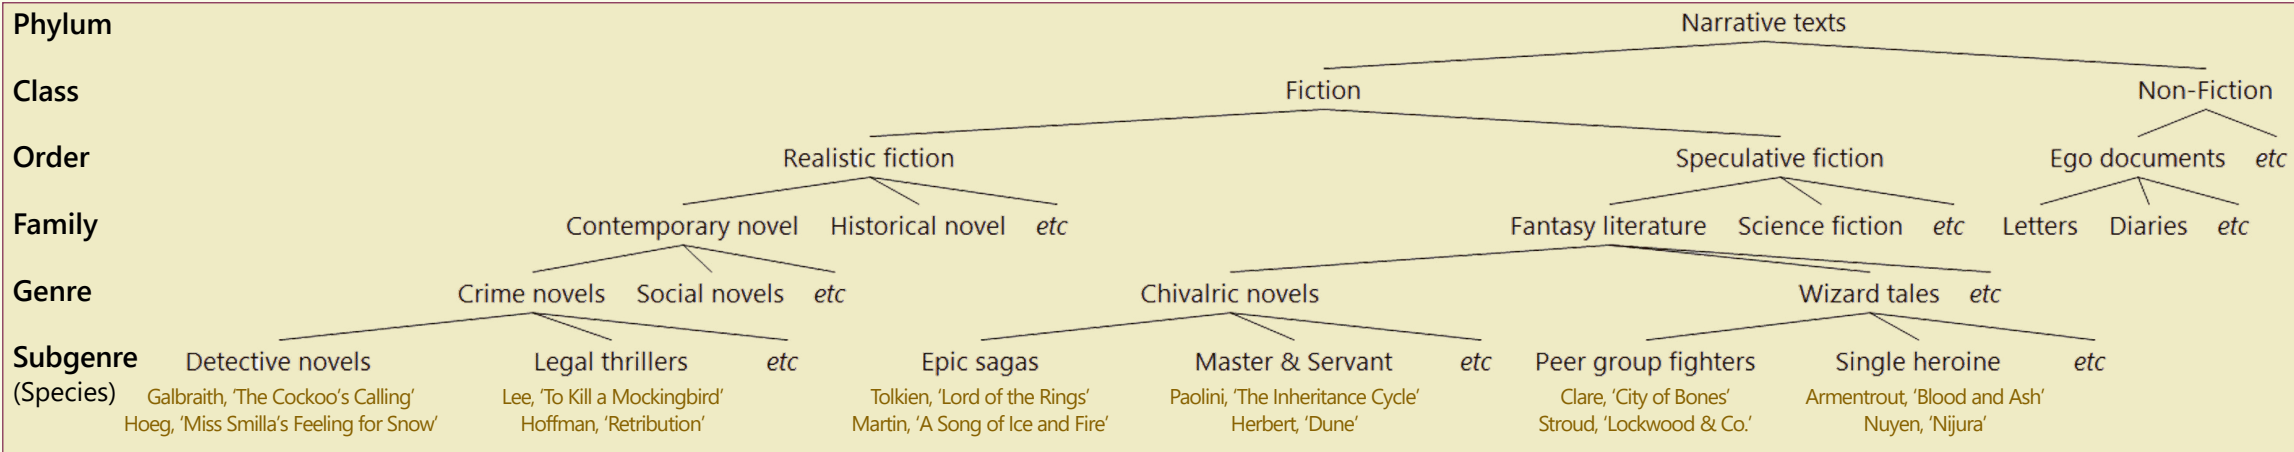 Phylum Narrative texts
Class Fiction Non-Fiction
Order Realistic fiction Speculative fiction Ego documents etc
Family Contemporary novel Historical novel etc Fantasy literature Science fiction etc Letters Diaries etc
Genre Crime novels Social novels etc Chivalric novels Wizard tales etc
Subgenre Detective novels Legal thrillers etc Epic sagas Master & Servant etc Peer group fighters Single heroine etc
(Species) Galbraith, ‘The Cockoo’s Calling’ Lee, ‘To Kill a Mockingbird’ Tolkien, ‘Lord of the Rings’ Paolini, ‘The Inheritance Cycle’ Clare, ‘City of Bones’ Armentrout, ‘Blood and Ash’
Hoeg, ‘Miss Smilla’s Feeling for Snow’ Hoffman, ‘Retribution’ Martin, ‘A Song of Ice and Fire’ Herbert, ‘Dune’ Stroud, ‘Lockwood & Co.’ Nuyen, ‘Nijura’